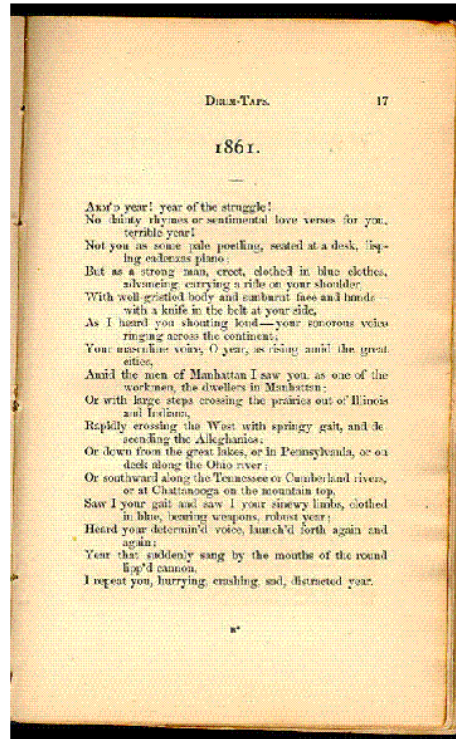 DRUM-TAPS. 17
1861.
ARM'D year! year of the struggle!
No dainty rhymes or sentimental love verses for you,
terrible year!
Not you as some pale poetling, seated at a desk, lisp-
ing cadenzas piano;
But as a strong man, erect, clothed in blue clothes,
advancing, carrying a rifle on your shoulder,
With well-gristled body and sunburnt face and hands—
with a knife in the belt at your side,
As I heard you shouting loud—your sonorous voice
ringing across the continent;
Your masculine voice, O year, as rising amid the great
cities,
Amid the men of Manhattan I saw you, as one of the
workmen, the dwellers in Manhattan;
Or with large steps crossing the prairies out of Illinois
and Indiana,
Rapidly crossing the West with springy gait, and de-
scending the Alleghanies;
Or down from the great lakes, or in Pennsylvania, or on
deck along the Ohio river;
Or southward along the Tennessee or Cumberland rivers,
or at Chattanooga on the mountain top,
Saw I your gait and saw I your sinewy limbs, clothed
in blue, bearing weapons, robust year;
Heard your determin'd voice, launch'd forth again and
again;
Year that suddenly sang by the mouths of the round
lipp'd cannon,
I repeat you, hurrying, crashing, sad, distracted year.
B*